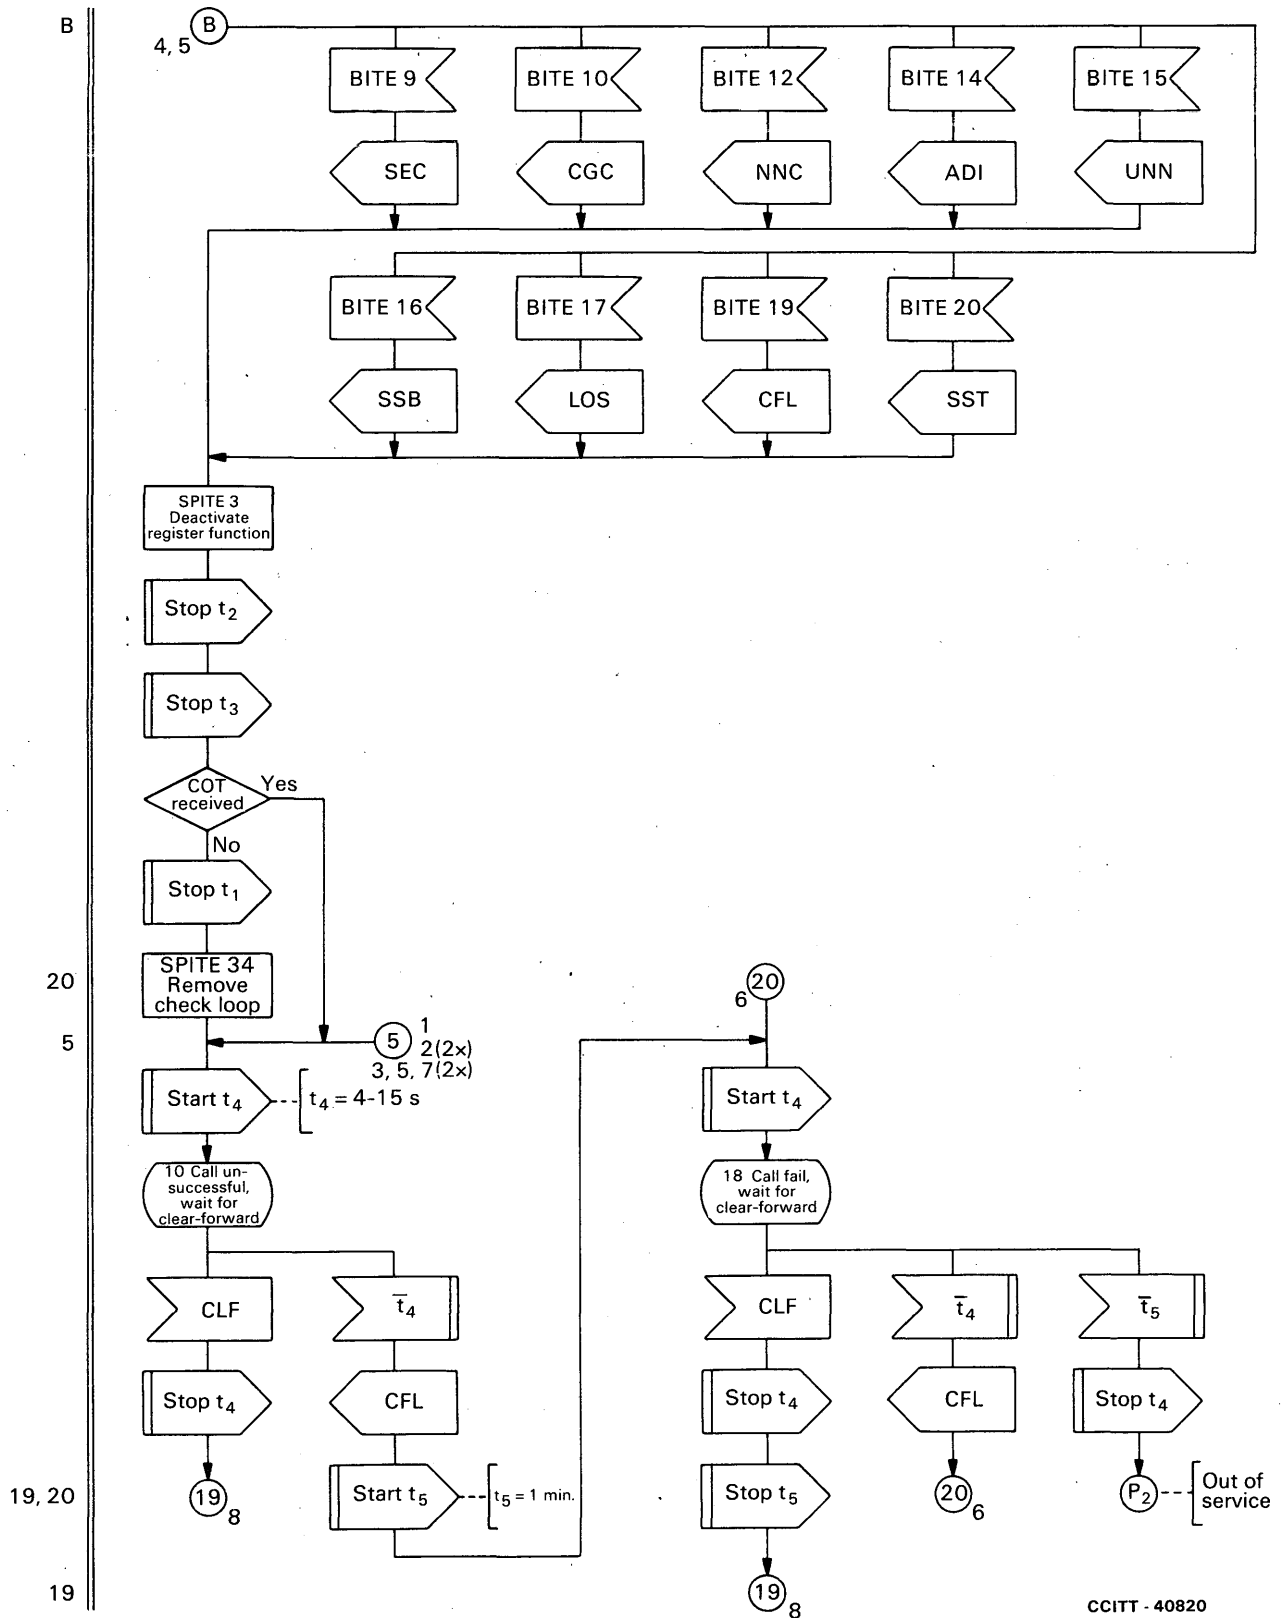 B
B
4, 5
BITE 9
BITE 10
BITE 12
BITE 14
BITE 15
SEC
CGC
NNC
ADI
UNN
BITE 16
BITE 17
BITE 19
BITE 20
SSB
LOS
CFL
SST
SPITE 3
Deactivate
register function
Stop t2
Stop t3
COT
received
Yes
No
Stop t1
20
SPITE 34
Remove
check loop
20
6
5
5
1
2(2x)
3, 5, 7(2x)
Start t4
t4 = 4-15 s
Start t4
10 Call un-
successful,
wait for
clear-forward
18 Call fail,
wait for
clear-forward
CLF
t̅4
CLF
t̅4
t̅5
Stop t4
CFL
Stop t4
CFL
Stop t4
19, 20
19
8
Start t5
t5 = 1 min.
Stop t5
20
6
P2
Out of
service
19
19
8
CCITT - 40820